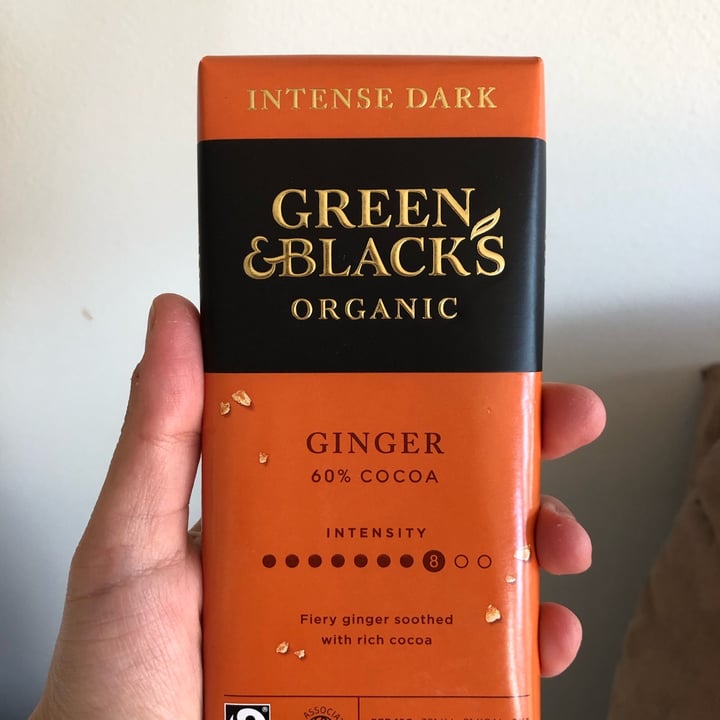 INTENSE DARK
GREEN
&BLACK'S
ORGANIC
GINGER
60% COCOA
INTENSITY
8
Fiery ginger soothed
with rich cocoa